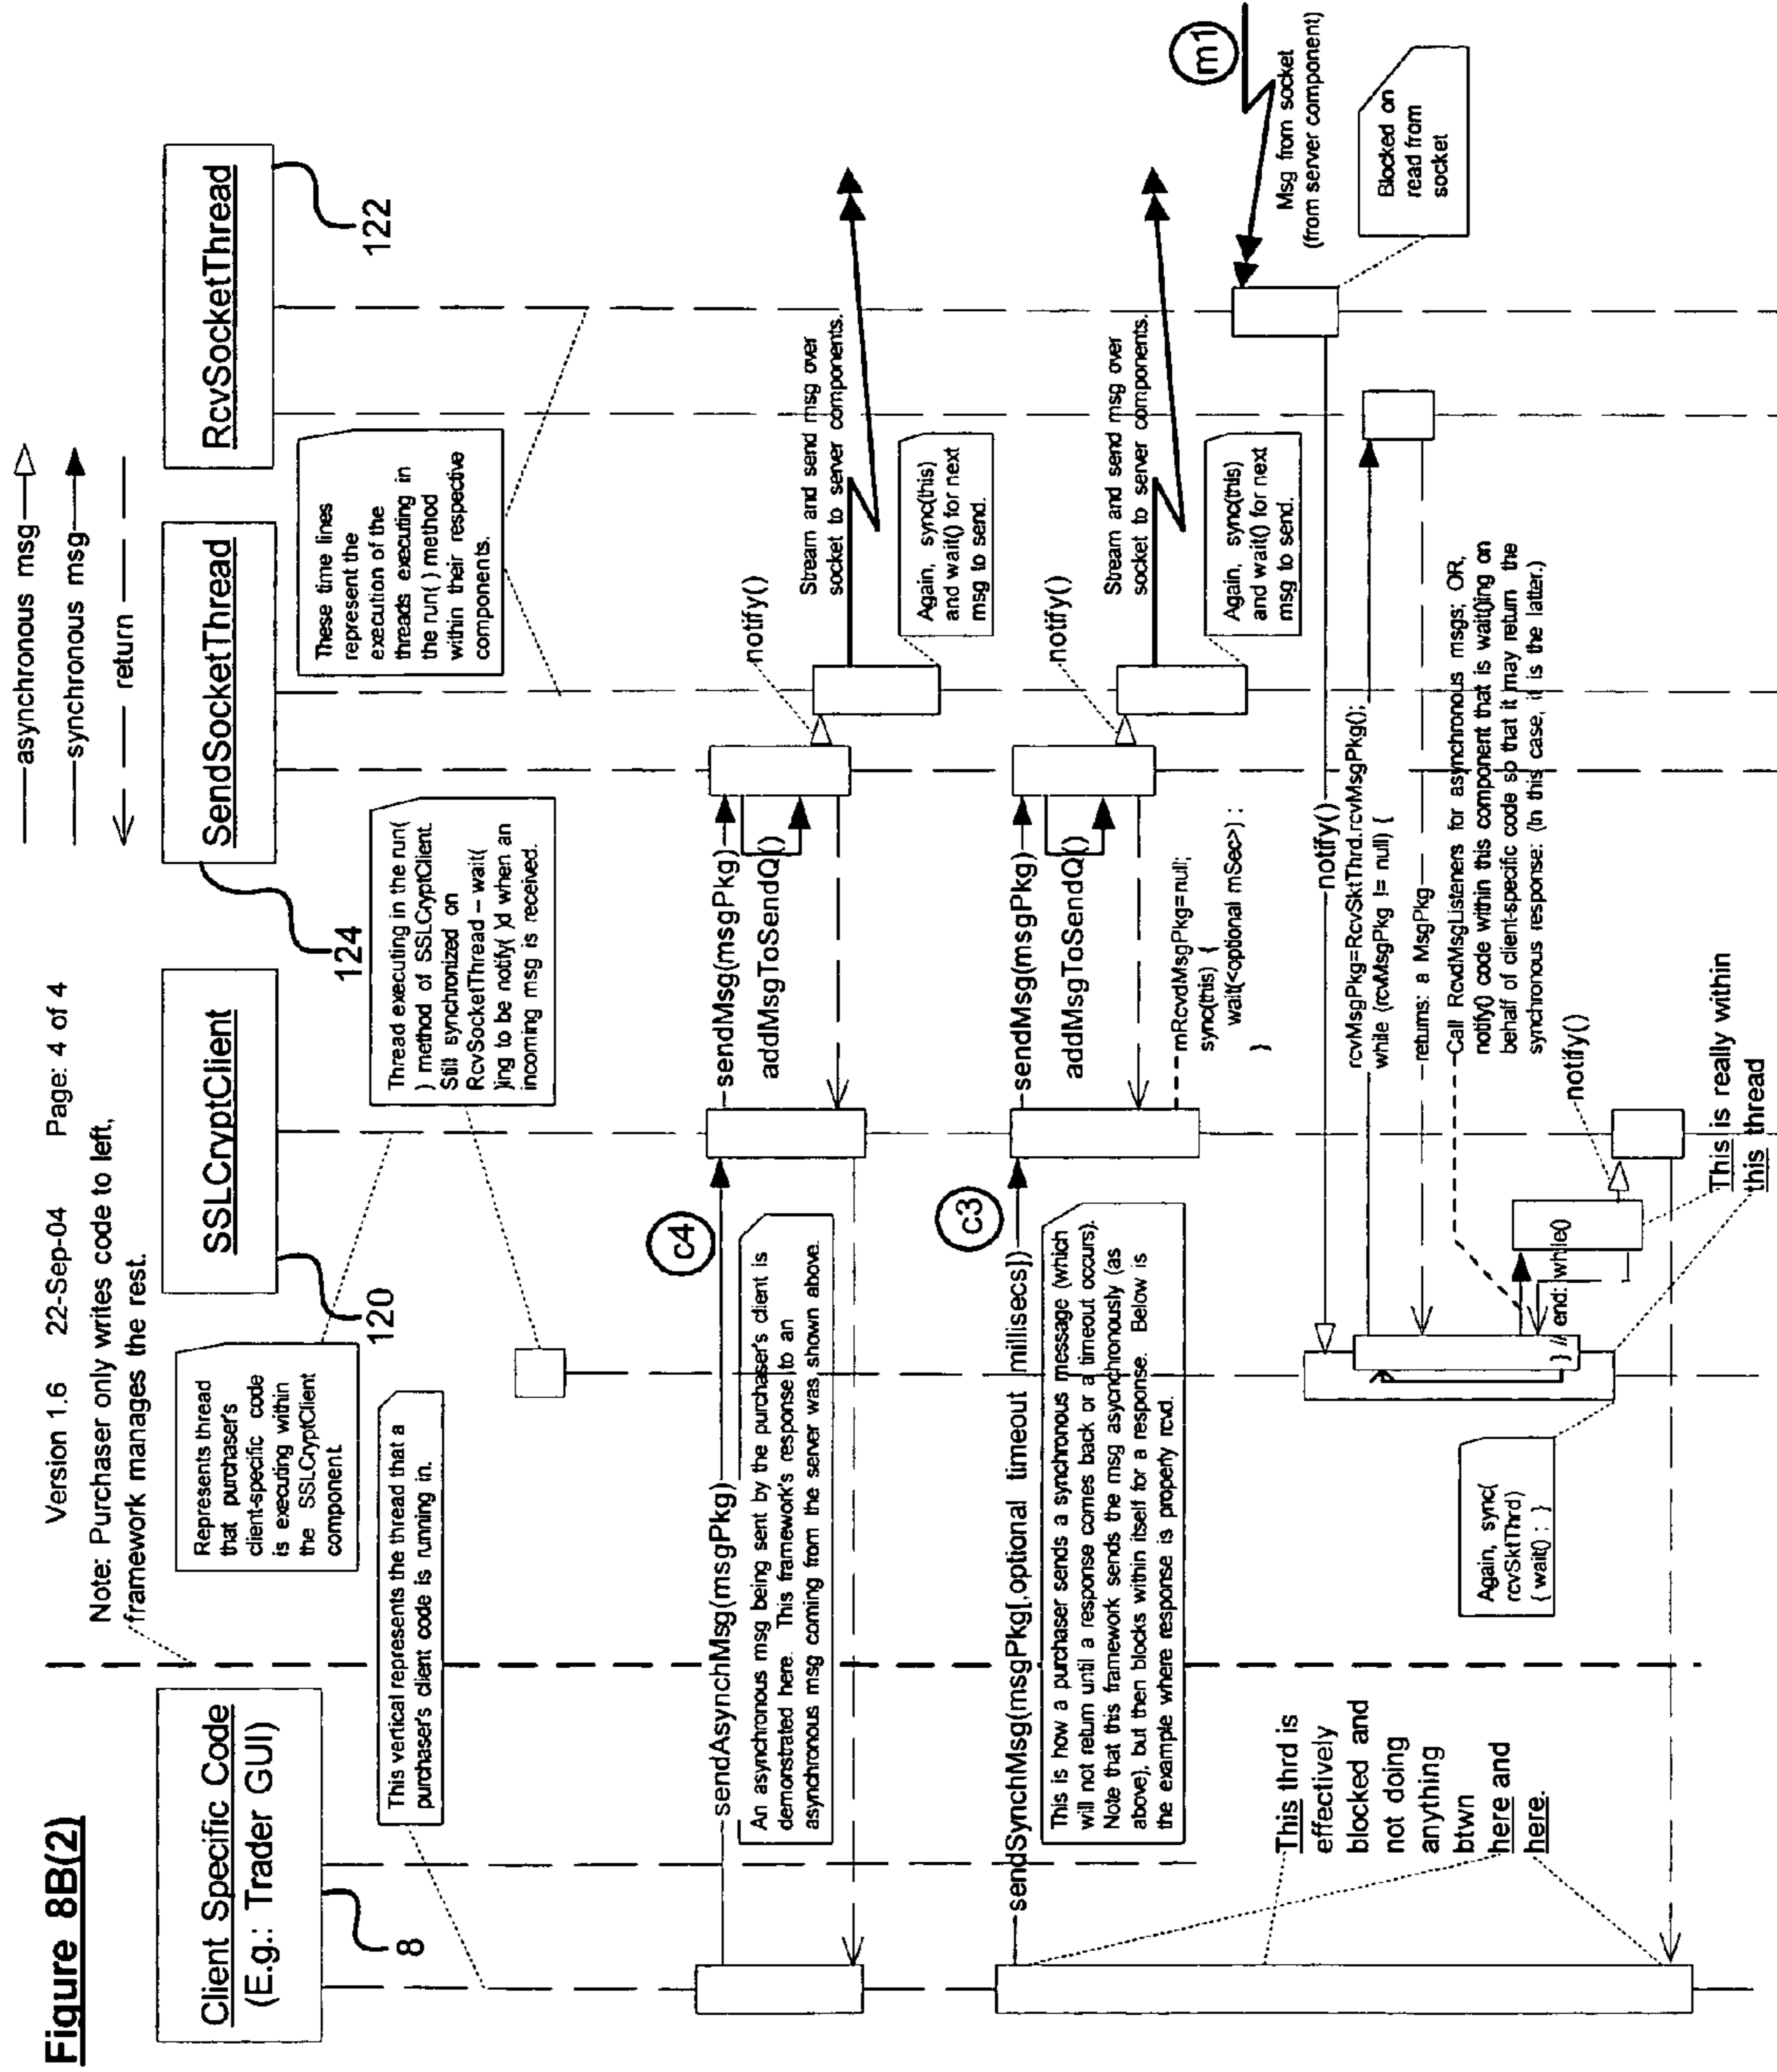 Figure 8B(2)
Version 1.6 22-Sep-04 Page: 4 of 4
Note: Purchaser only writes code to left,
framework manages the rest.
asynchronous msg
synchronous msg
return
Client Specific Code
(E.g.: Trader GUI)
8
SSLCryptClient
120
SendSocketThread
124
RcvSocketThread
122
Represents thread
that purchaser's
client-specific code
is executing within
the SSLCryptClient
component.
This vertical represents the thread that a
purchaser's client code is running in.
Thread executing in the run(
) method of SSLCryptClient.
Still synchronized on
RcvSocketThread -- wait(
)ing to be notify( )d when an
incoming msg is received.
These time lines
represent the
execution of the
threads executing in
the run( ) method
within their respective
components.
c4
sendAsynchMsg(msgPkg)
sendMsg(msgPkg)
addMsgToSendQ()
notify()
Stream and send msg over
socket to server components.
Again, sync(this)
and wait() for next
msg to send.
An asynchronous msg being sent by the purchaser's client is
demonstrated here. This framework's response to an
asynchronous msg coming from the server was shown above.
c3
sendSynchMsg(msgPkg[,optional timeout millisecs])
sendMsg(msgPkg)
addMsgToSendQ()
notify()
Stream and send msg over
socket to server components.
Again, sync(this)
and wait() for next
msg to send.
This is how a purchaser sends a synchronous message (which
will not return until a response comes back or a timeout occurs).
Note that this framework sends the msg asychronously (as
above), but then blocks within itself for a response. Below is
the example where response is properly rcvd.
mRcvdMsgPkg=null;
sync(this) {
wait(<optional mSec>) ;
}
m1
Msg from socket
(from server component)
Blocked on
read from
socket
notify()
rcvMsgPkg=RcvSktThrd.rcvMsgPkg();
while (rcvMsgPkg != null) {
returns: a MsgPkg
Call RcvdMsgListeners for asynchronous msgs; OR,
notify() code within this component that is wait()ing on
behalf of client-specific code so that it may return the
synchronous response: (In this case, it is the latter.)
} // end: while()
notify()
This is really within
this thread
Again, sync(
rcvSktThrd)
{ wait() ; }
This thrd is
effectively
blocked and
not doing
anything
btwn
here and
here.